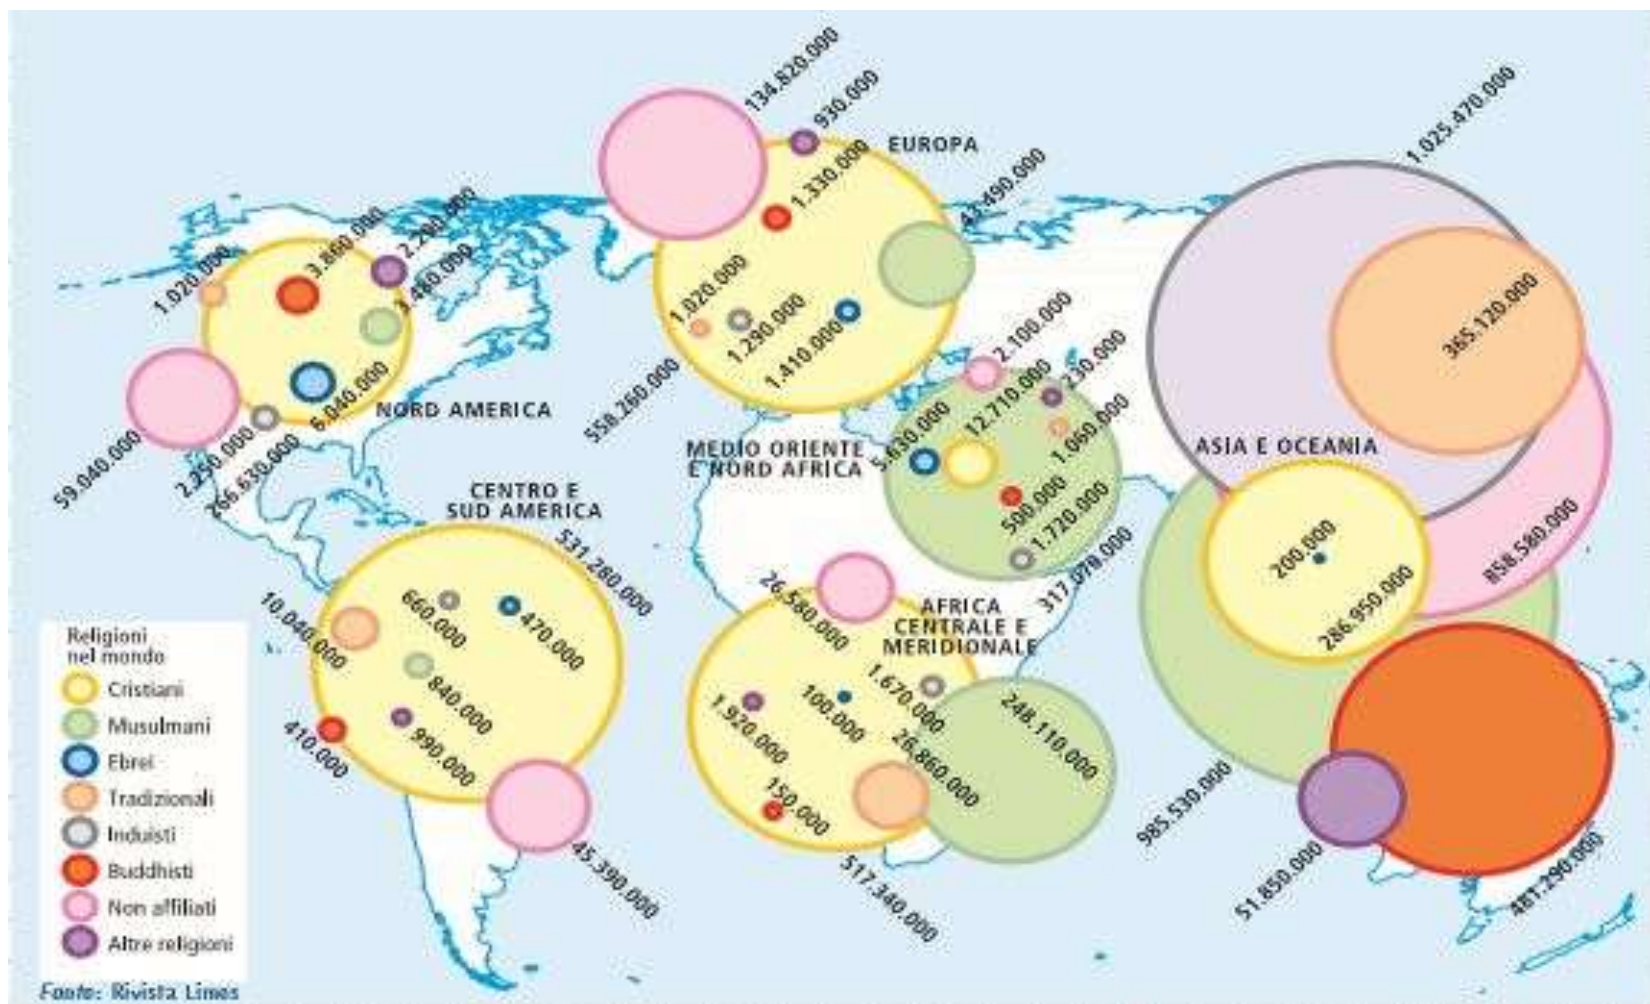 134.820.000
930.000
EUROPA
1.330.000
43.490.000
1.020.000
1.290.000
1.410.000
558.260.000
1.020.000
3.860.000
2.200.000
3.480.000
6.040.000
NORD AMERICA
59.040.000
2.250.000
266.630.000
MEDIO ORIENTE
E NORD AFRICA
2.100.000
230.000
12.710.000
5.630.000
1.060.000
500.000
1.720.000
317.070.000
1.025.470.000
365.120.000
ASIA E OCEANIA
858.580.000
200.000
286.950.000
985.530.000
51.850.000
481.290.000
CENTRO E
SUD AMERICA
531.280.000
10.040.000
660.000
470.000
840.000
990.000
410.000
45.390.000
26.580.000
AFRICA
CENTRALE E
MERIDIONALE
1.670.000
1.920.000
100.000
248.110.000
26.860.000
150.000
517.340.000
Religioni
nel mondo
Cristiani
Musulmani
Ebrei
Tradizionali
Induisti
Buddhisti
Non affiliati
Altre religioni
Fonte: Rivista Limes